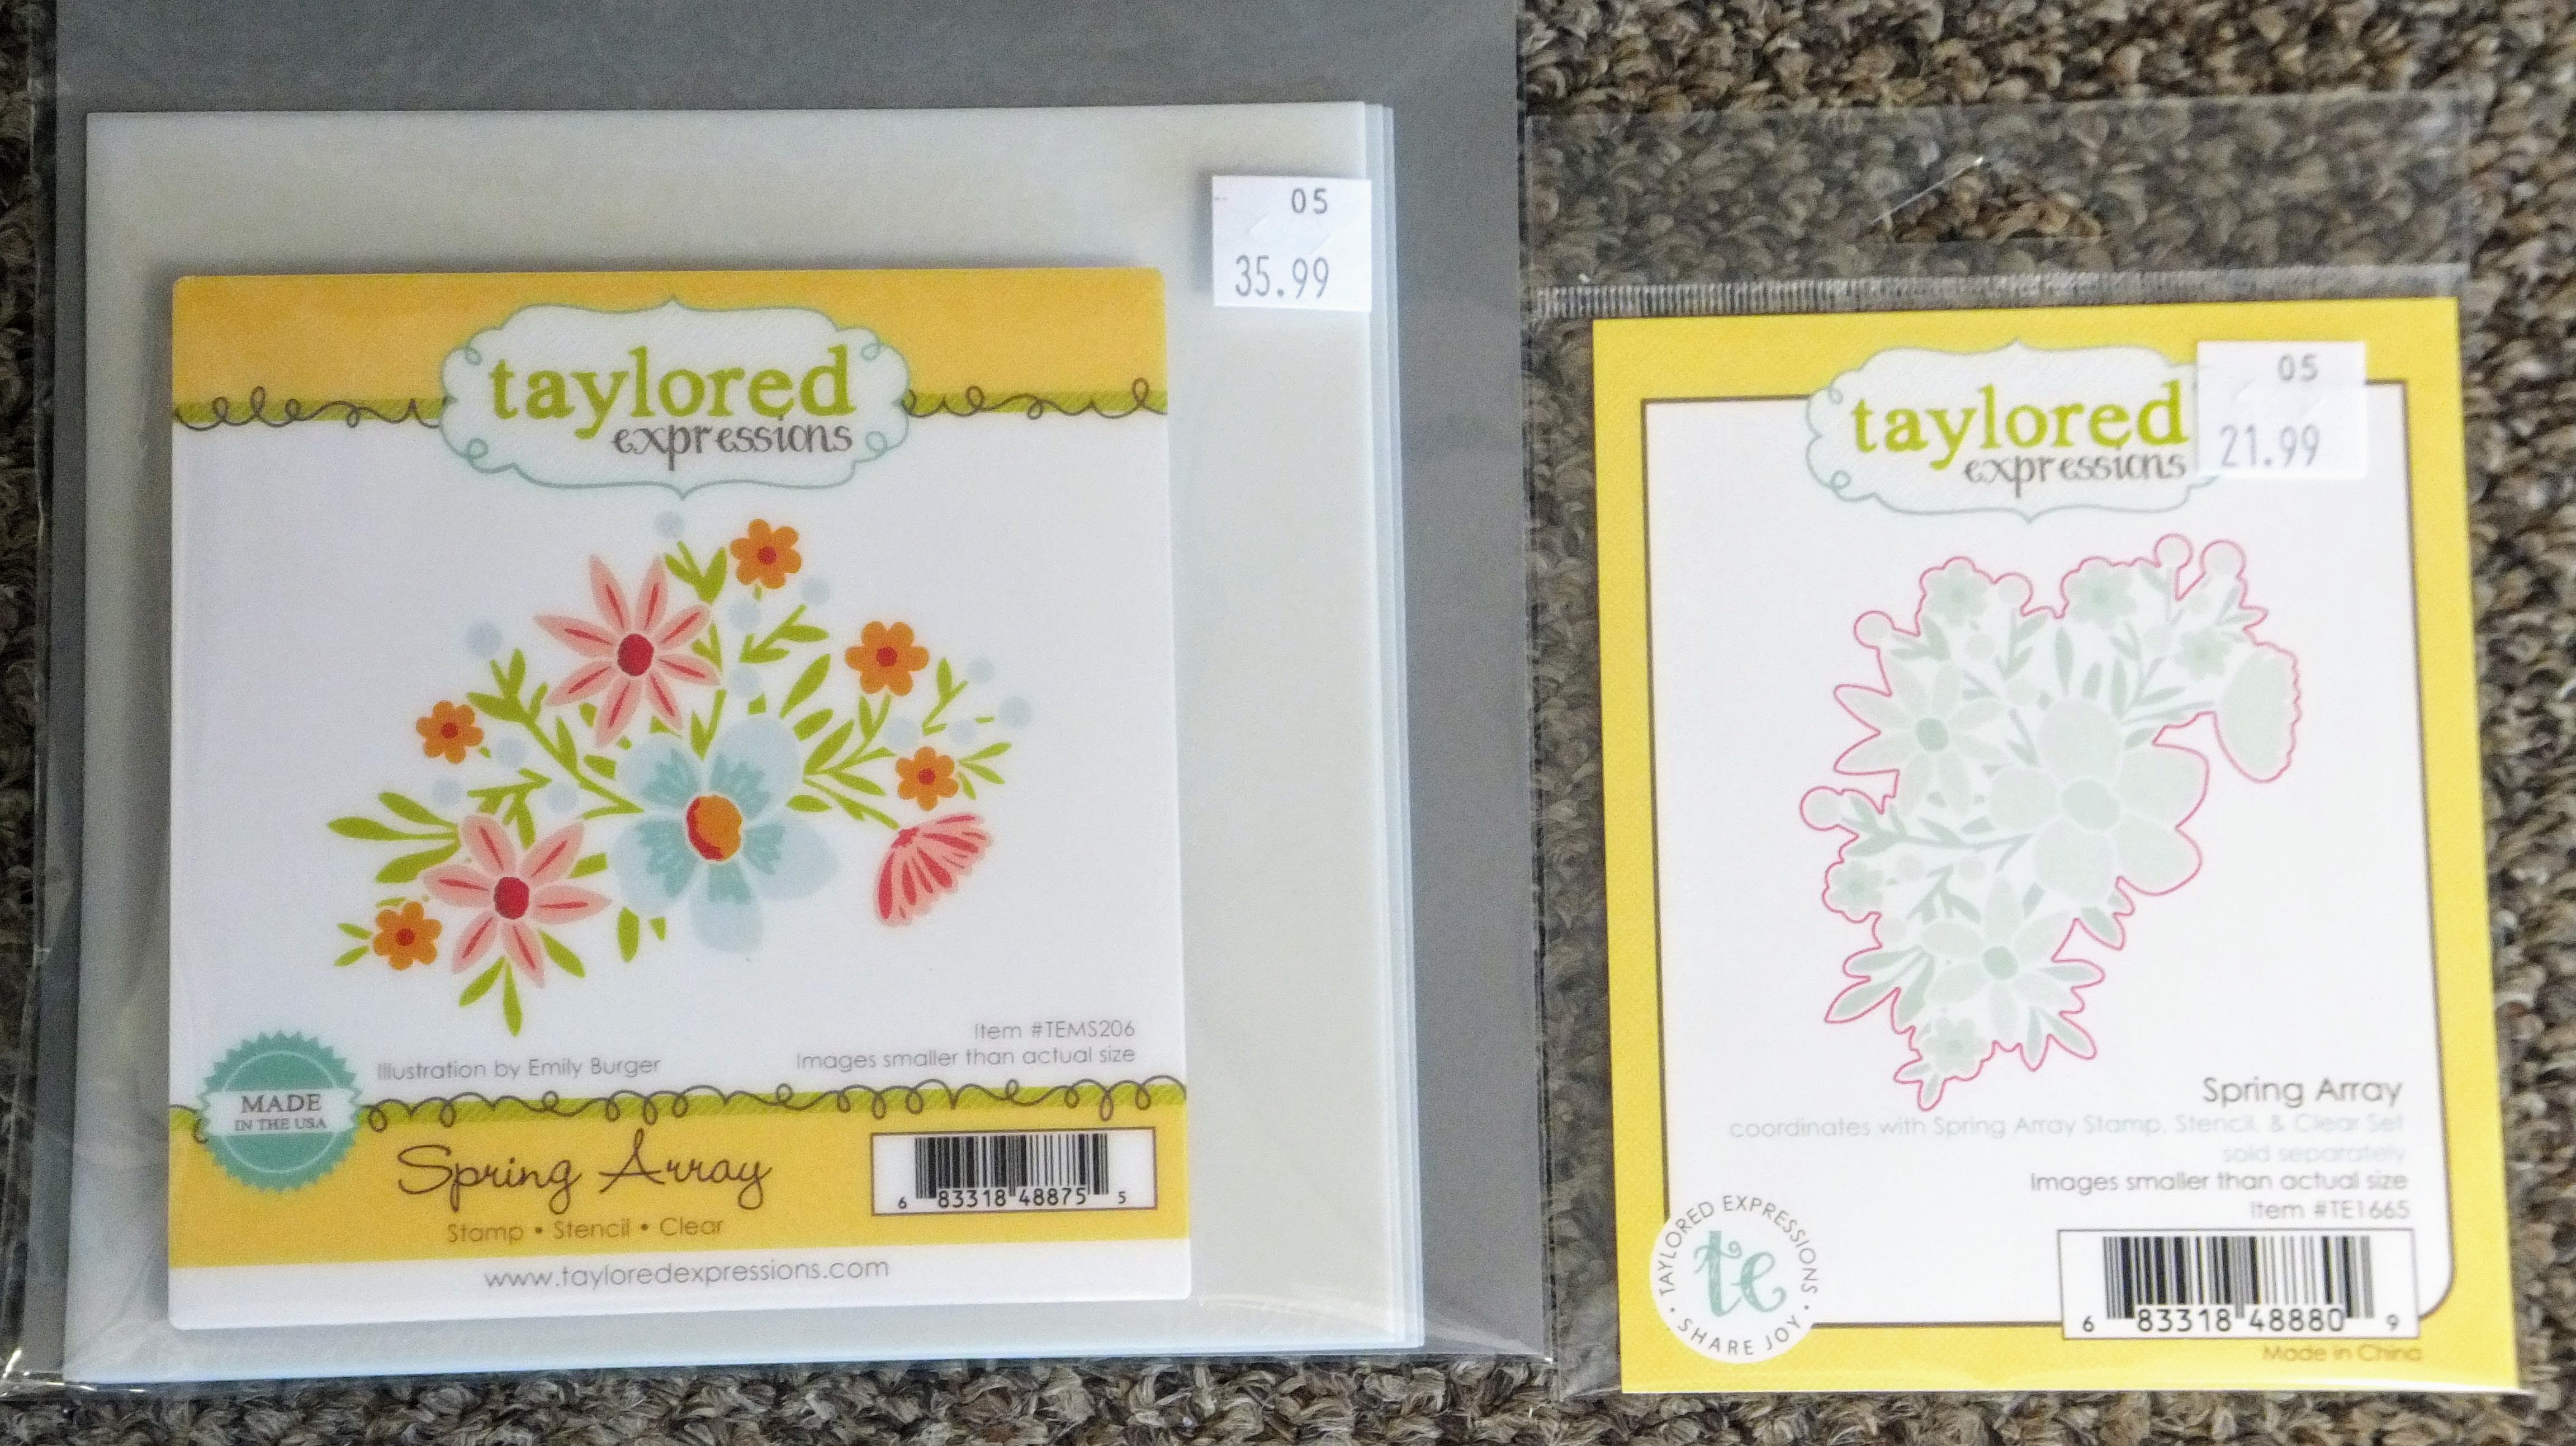 05
35.99
taylored
expressions
Item #TEMS206
Illustration by Emily Burger
Images smaller than actual size
MADE
IN THE USA
Spring Array
Stamp • Stencil • Clear
6 83318 48875 5
www.tayloredexpressions.com
05
21.99
taylored
expressions
Spring Array
coordinates with Spring Array Stamp, Stencil, & Clear Set
sold separately
Images smaller than actual size
Item #TE1665
• TAYLORED EXPRESSIONS •
te
SHARE JOY
6 83318 48880 9
Made in China